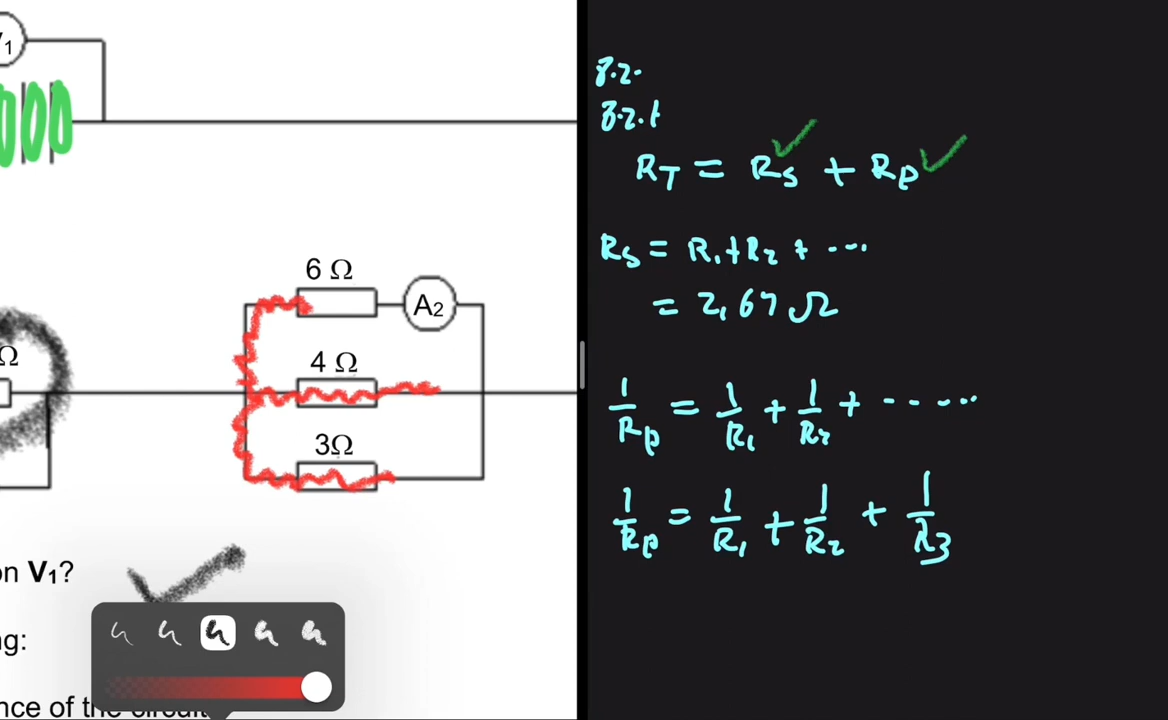 V1
6 Ω
A2
Ω
4 Ω
3Ω
on V1?
ng:
nce of the circuit
8.2.
8.2.1
RT = RS + RP
RS = R1 + R2 + ...
= 2,67 Ω
1/RP = 1/R1 + 1/R2 + .....
1/RP = 1/R1 + 1/R2 + 1/R3